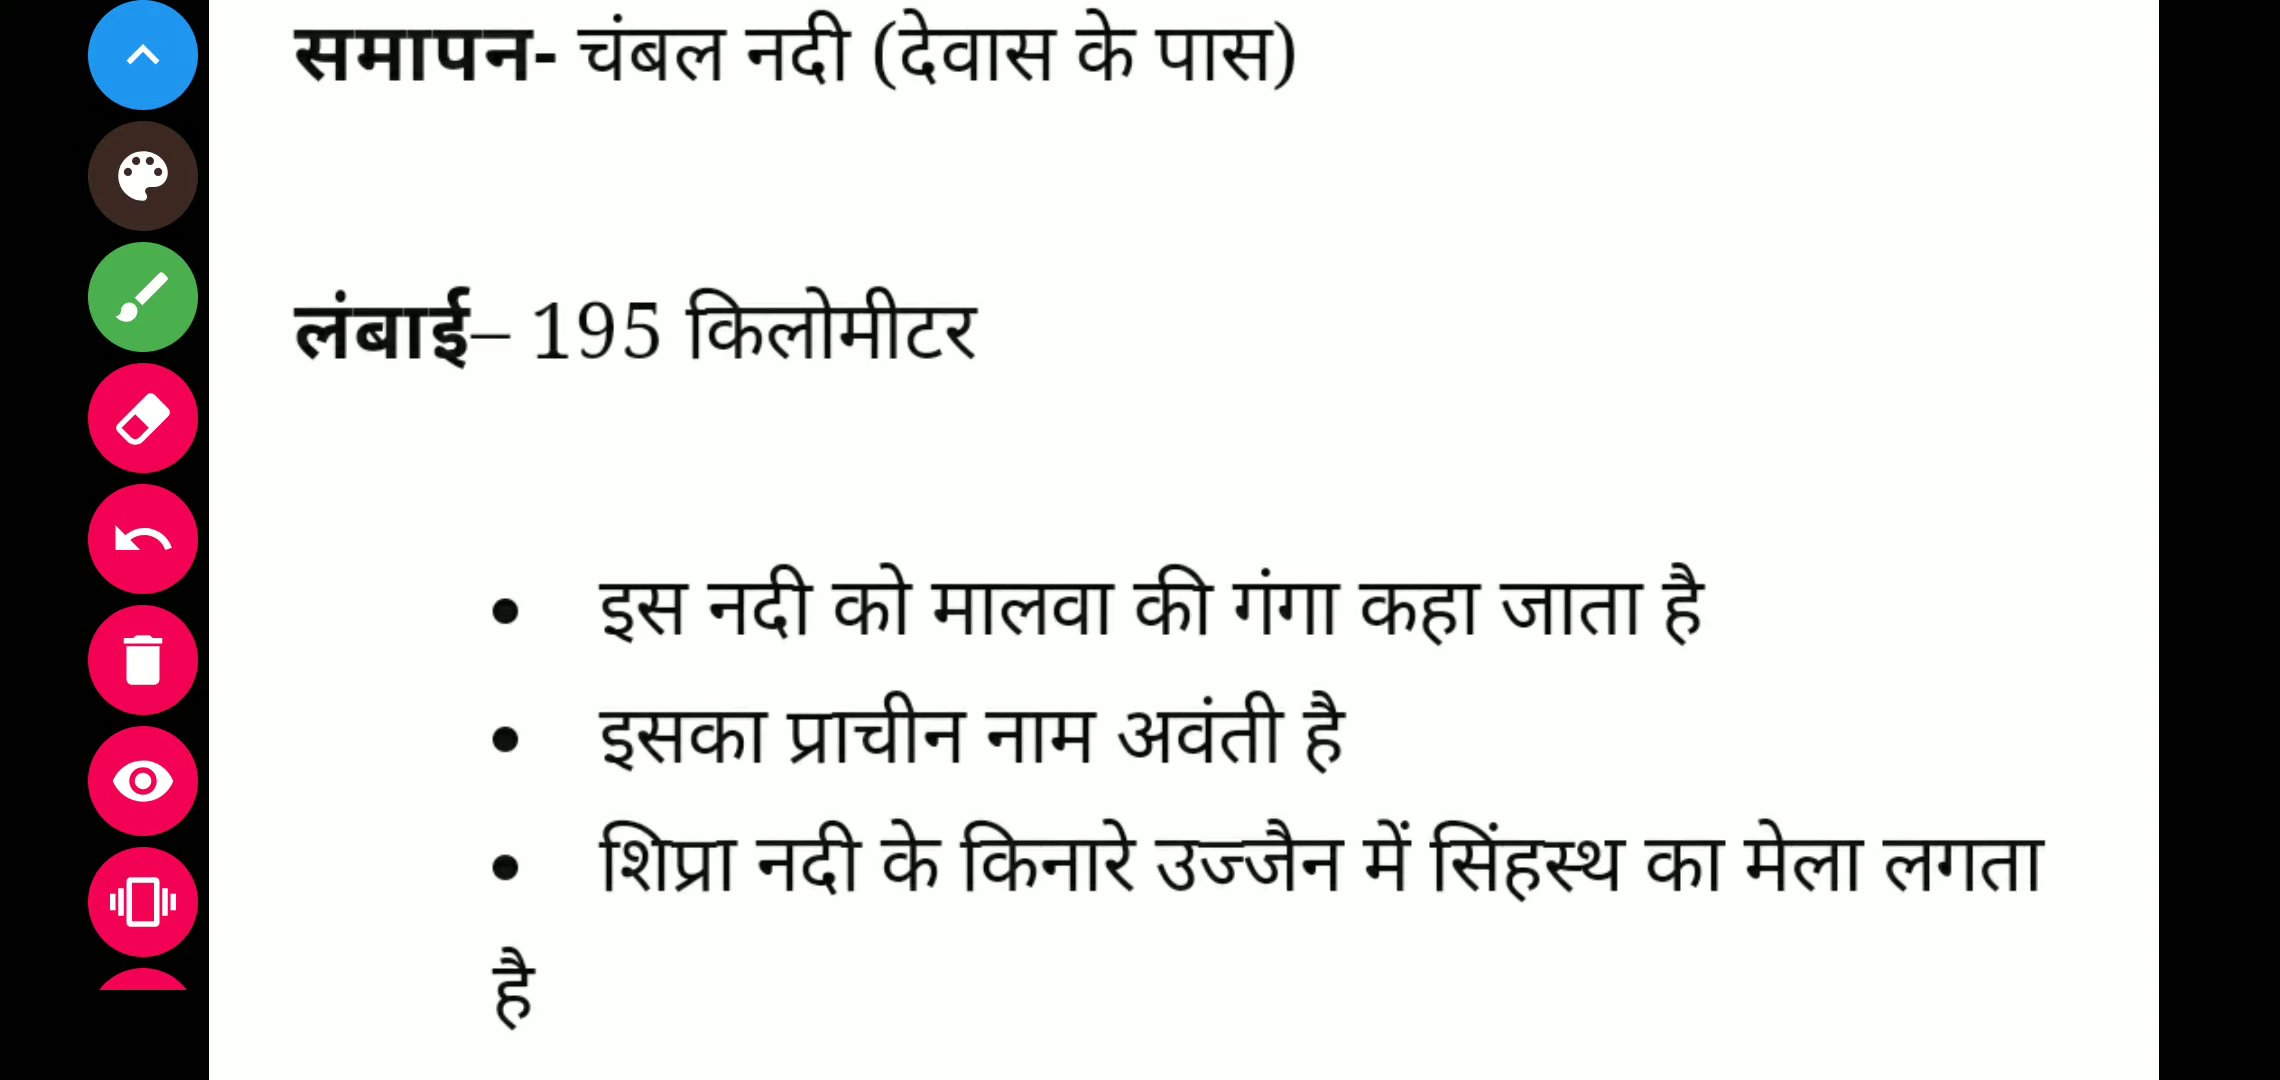 समापन- चंबल नदी (देवास के पास)
लंबाई– 195 किलोमीटर
• इस नदी को मालवा की गंगा कहा जाता है
• इसका प्राचीन नाम अवंती है
• शिप्रा नदी के किनारे उज्जैन में सिंहस्थ का मेला लगता
है